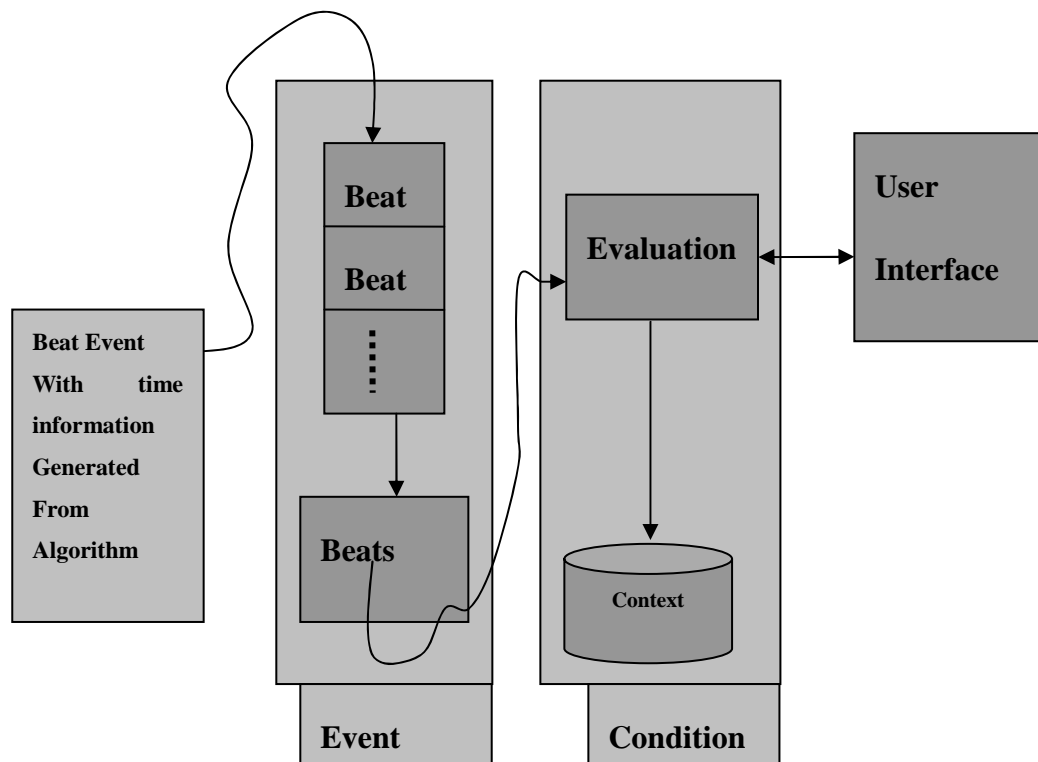 Beat Event
With time
information
Generated
From
Algorithm
Beat
Beat
Beats
Event
Evaluation
Context
Condition
User
Interface